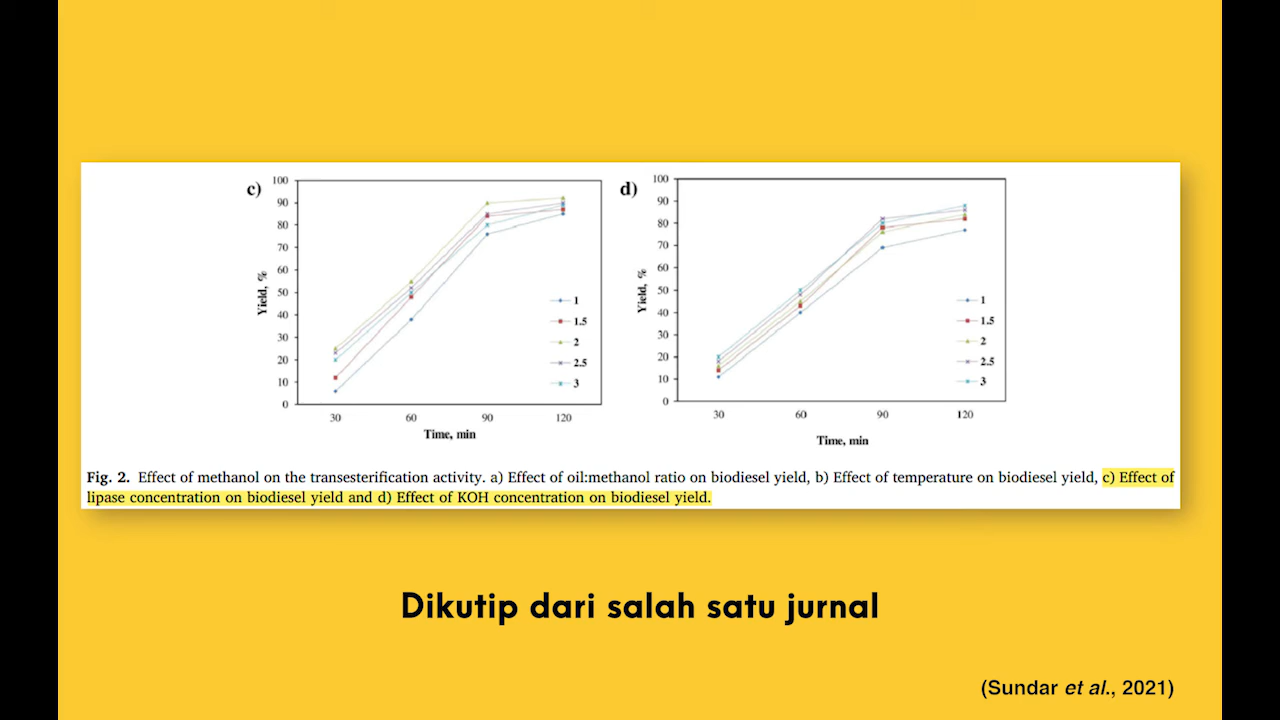 c)
100
90
80
70
60
50
40
30
20
10
0
Yield, %
30 60 90 120
Time, min
1
1.5
2
2.5
3
d)
100
90
80
70
60
50
40
30
20
10
0
Yield, %
30 60 90 120
Time, min
1
1.5
2
2.5
3
Fig. 2. Effect of methanol on the transesterification activity. a) Effect of oil:methanol ratio on biodiesel yield, b) Effect of temperature on biodiesel yield, c) Effect of
lipase concentration on biodiesel yield and d) Effect of KOH concentration on biodiesel yield.
Dikutip dari salah satu jurnal
(Sundar et al., 2021)